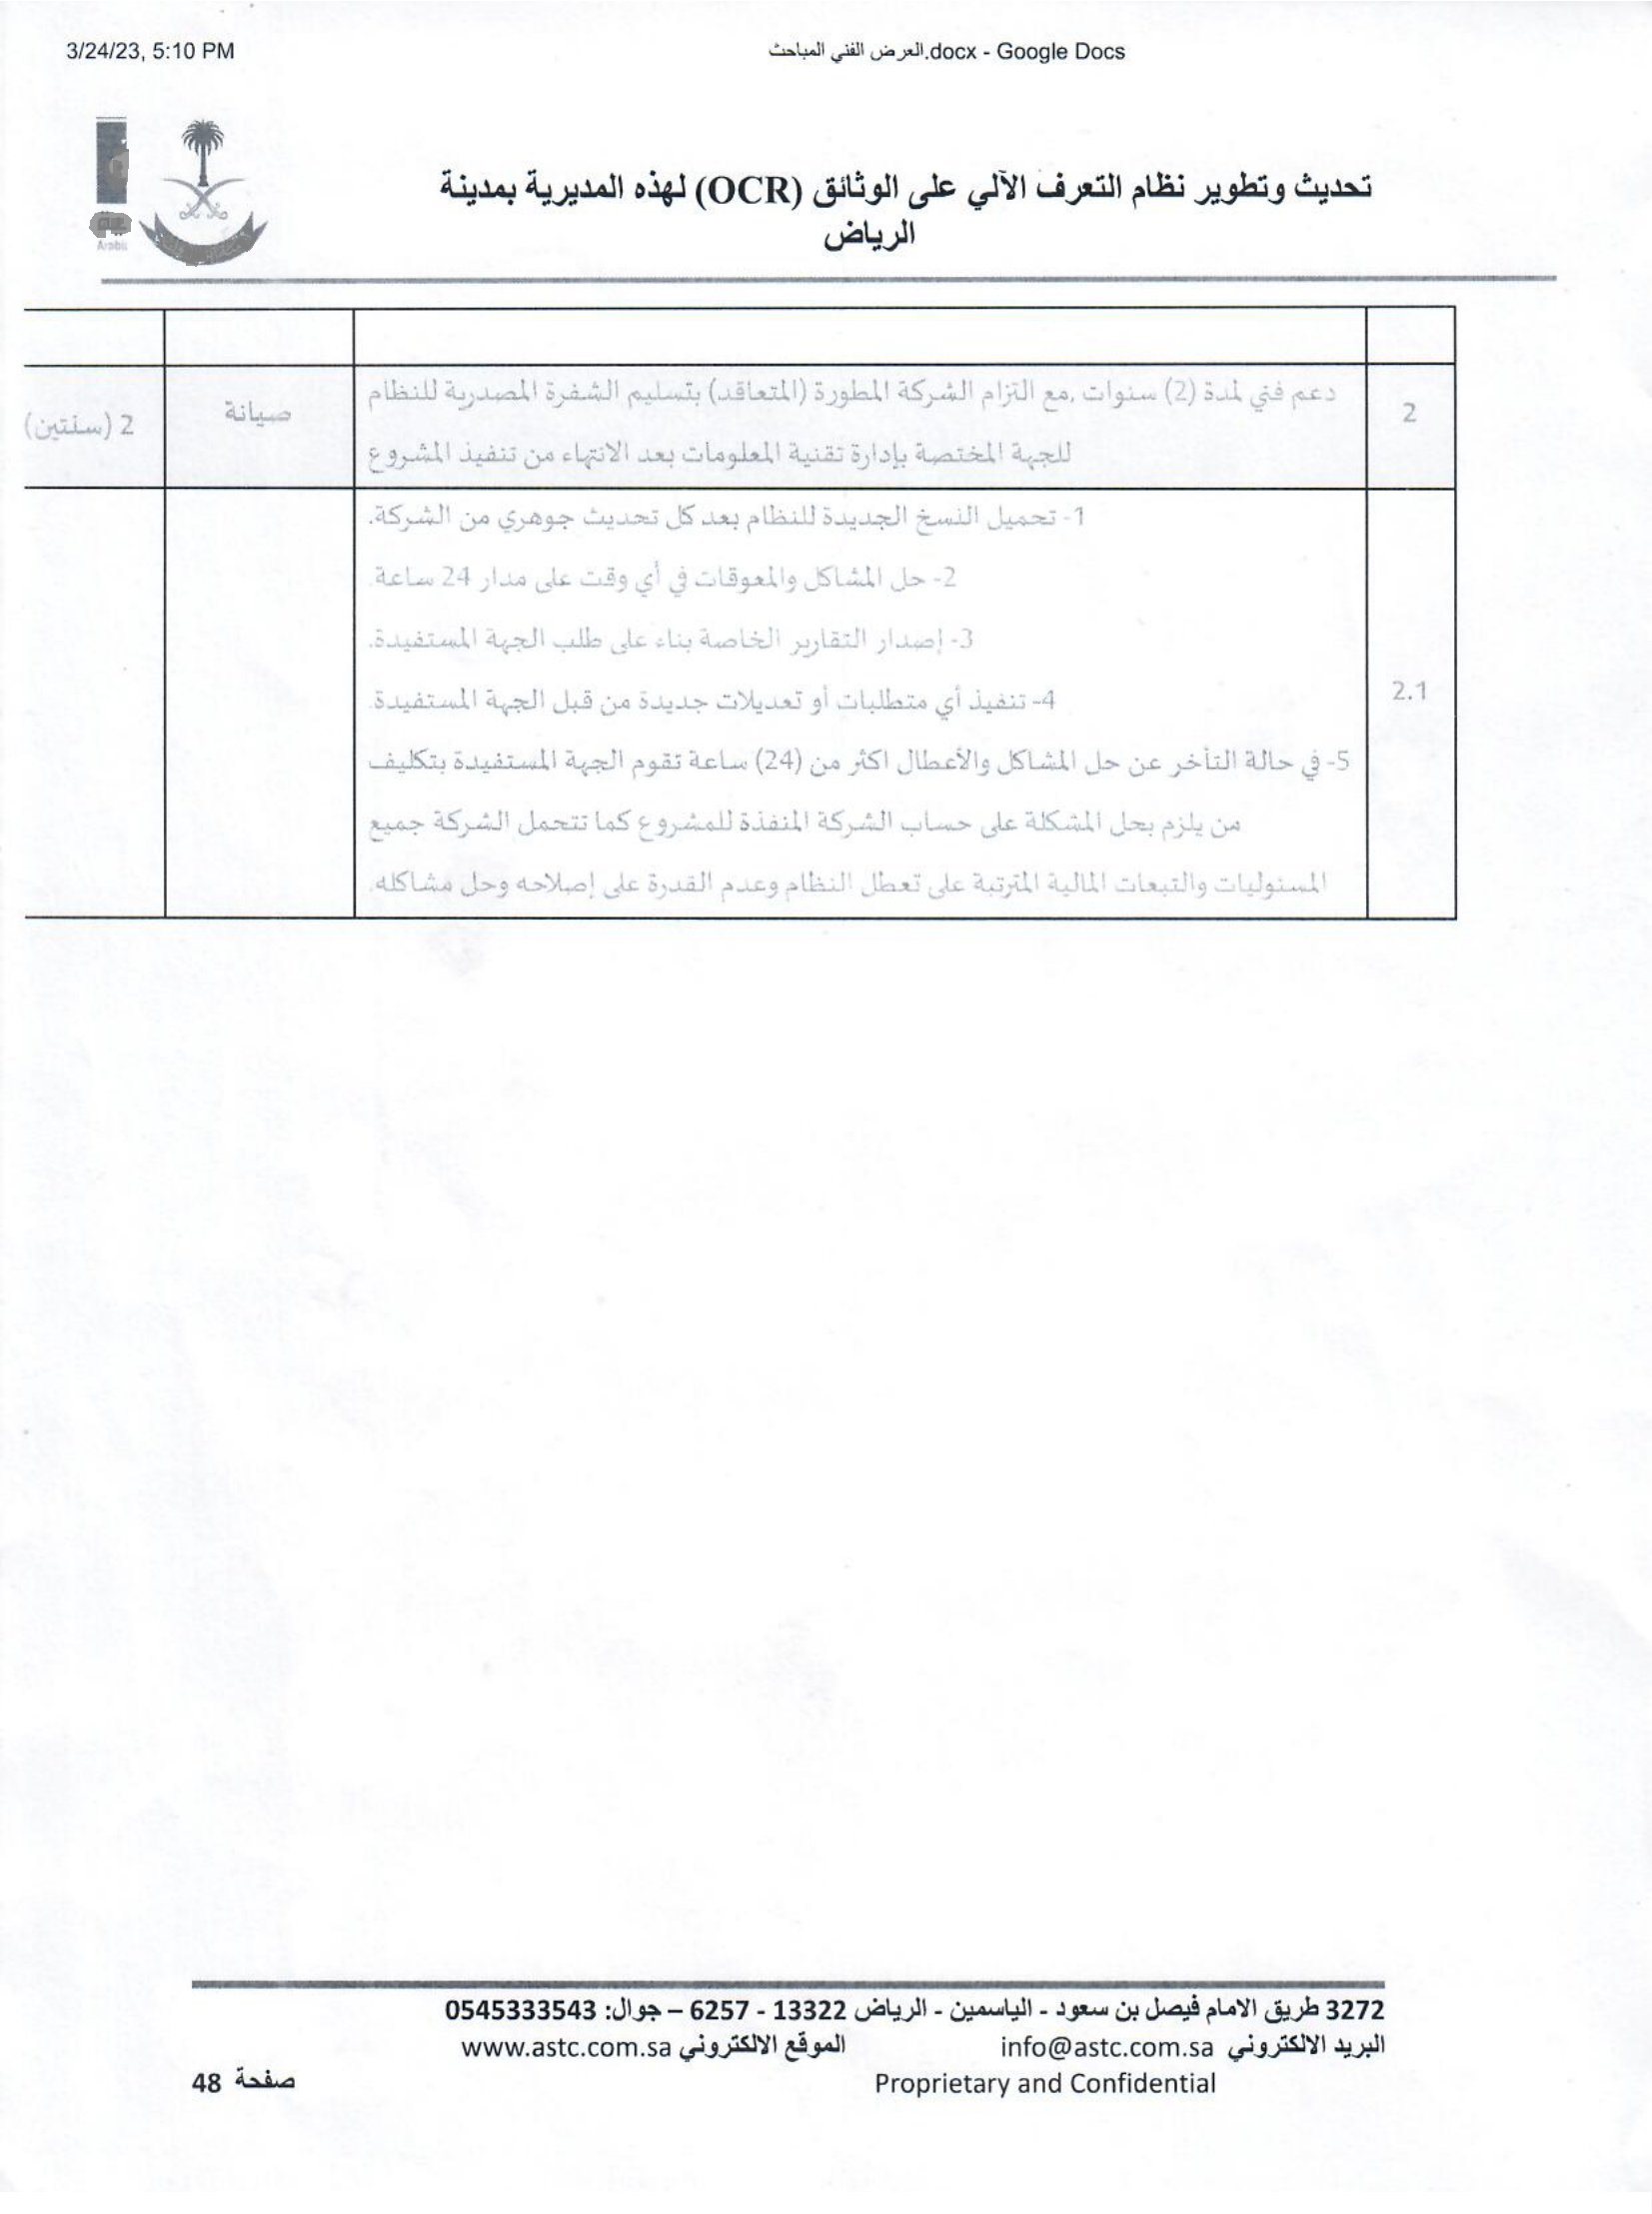 3/24/23, 5:10 PM
العرض الفني المباحث.docx - Google Docs
تحديث وتطوير نظام التعرف الآلي على الوثائق (OCR) لهذه المديرية بمدينة
الرياض
Arabic
2
دعم فني لمدة (2) سنوات ,مع التزام الشركة المطورة (المتعاقد) بتسليم الشفرة المصدرية للنظام
للجهة المختصة بإدارة تقنية المعلومات بعد الانتهاء من تنفيذ المشروع
صيانة
2 (سنتين)
2.1
1- تحميل النسخ الجديدة للنظام بعد كل تحديث جوهري من الشركة.
2- حل المشاكل والمعوقات في أي وقت على مدار 24 ساعة.
3- إصدار التقارير الخاصة بناء على طلب الجهة المستفيدة.
4- تنفيذ أي متطلبات أو تعديلات جديدة من قبل الجهة المستفيدة.
5- في حالة التأخر عن حل المشاكل والأعطال اكثر من (24) ساعة تقوم الجهة المستفيدة بتكليف
من يلزم بحل المشكلة على حساب الشركة المنفذة للمشروع كما تتحمل الشركة جميع
المسئوليات والتبعات المالية المترتبة على تعطل النظام وعدم القدرة على إصلاحه وحل مشاكله.
3272 طريق الامام فيصل بن سعود - الياسمين - الرياض 13322 - 6257 – جوال: 0545333543
البريد الالكتروني info@astc.com.sa الموقع الالكتروني www.astc.com.sa
Proprietary and Confidential
صفحة 48